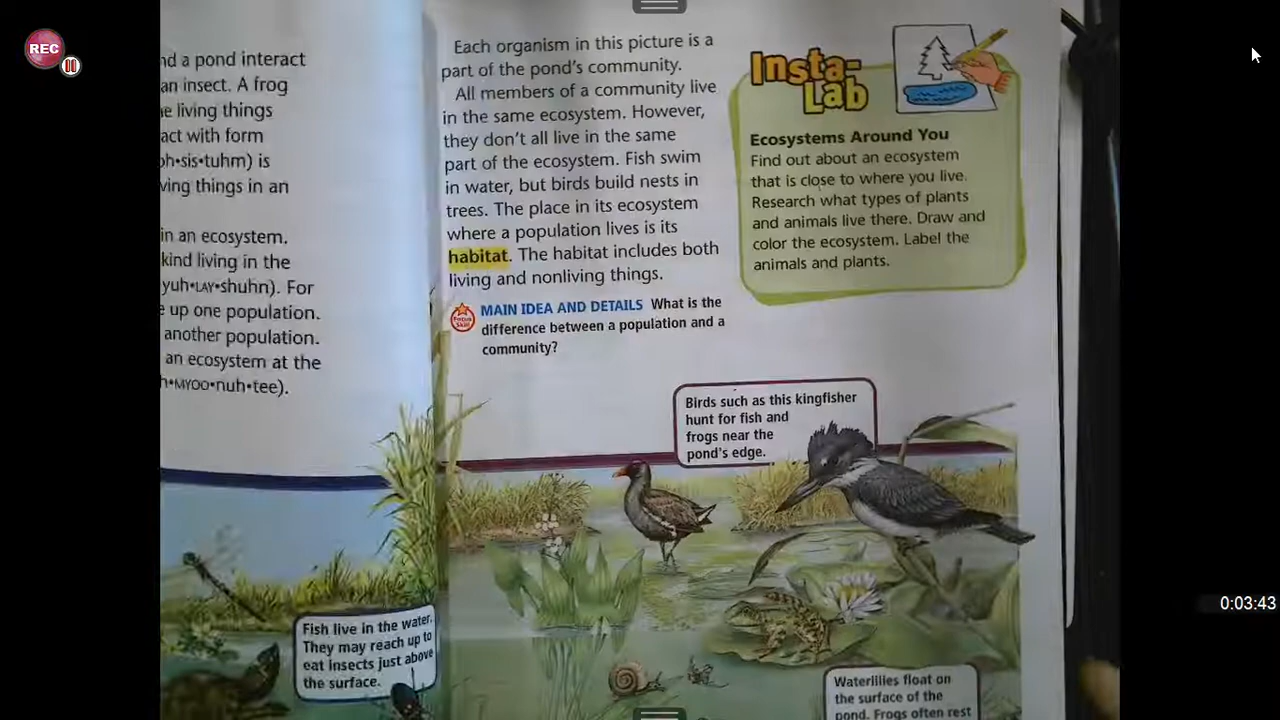 REC
nd a pond interact
an insect. A frog
e living things
act with form
oh•sis•tuhm) is
ving things in an
in an ecosystem.
kind living in the
yuh•LAY•shuhn). For
e up one population.
another population.
an ecosystem at the
h•MYOO•nuh•tee).
Each organism in this picture is a
part of the pond's community.
All members of a community live
in the same ecosystem. However,
they don't all live in the same
part of the ecosystem. Fish swim
in water, but birds build nests in
trees. The place in its ecosystem
where a population lives is its
habitat. The habitat includes both
living and nonliving things.
Focus
Skill
MAIN IDEA AND DETAILS What is the
difference between a population and a
community?
Insta-
Lab
Ecosystems Around You
Find out about an ecosystem
that is close to where you live.
Research what types of plants
and animals live there. Draw and
color the ecosystem. Label the
animals and plants.
Birds such as this kingfisher
hunt for fish and
frogs near the
pond's edge.
Fish live in the water.
They may reach up to
eat insects just above
the surface.
Waterlilies float on
the surface of the
pond. Frogs often rest
0:03:43